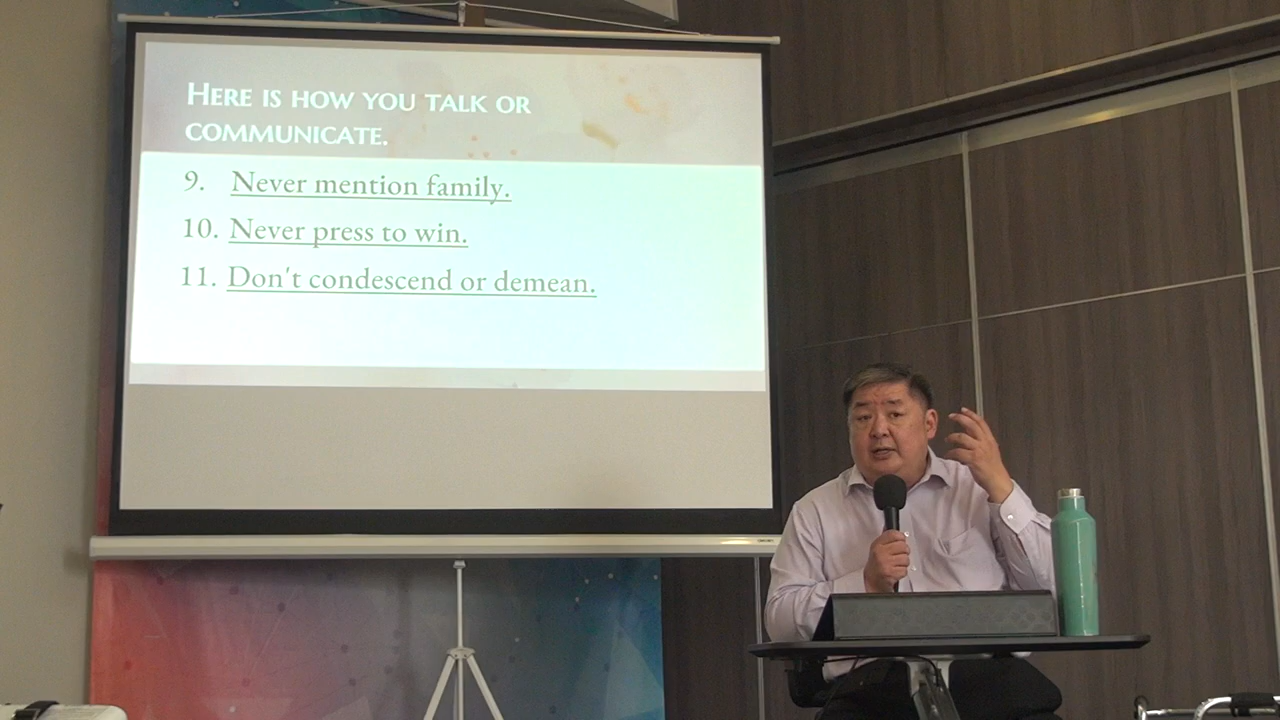 Here is how you talk or
communicate.
9. Never mention family.
10. Never press to win.
11. Don't condescend or demean.